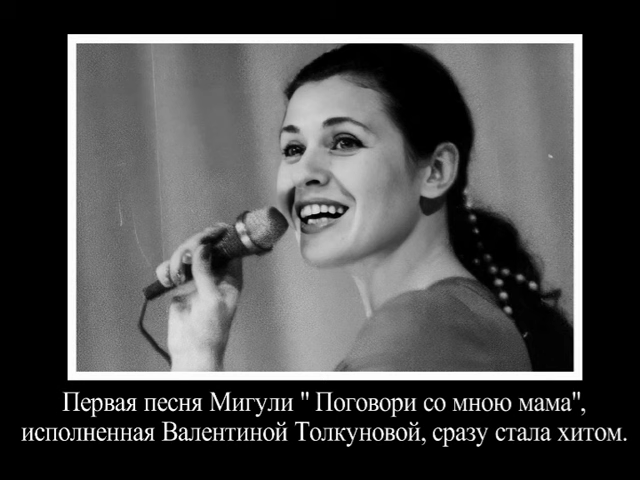 Первая песня Мигули " Поговори со мною мама",
исполненная Валентиной Толкуновой, сразу стала хитом.